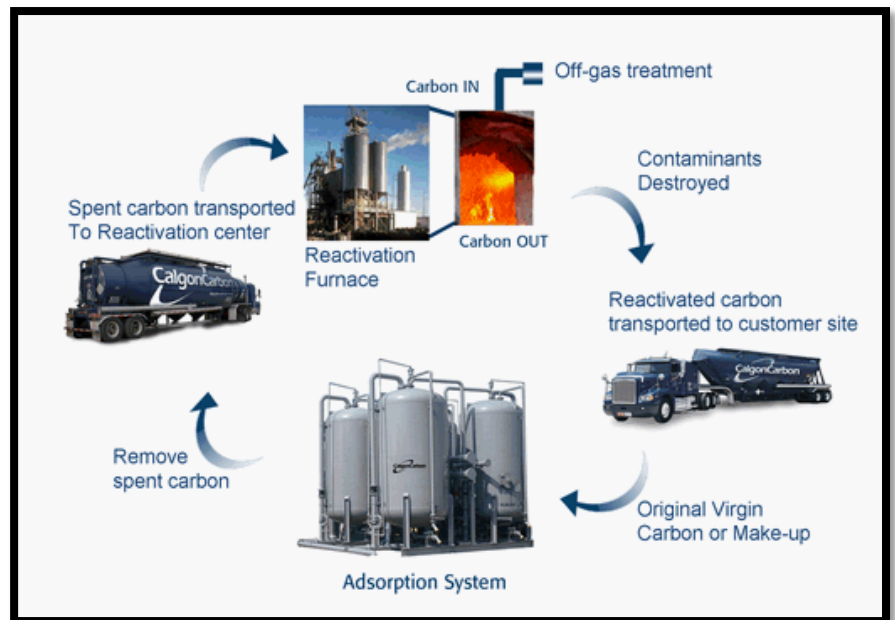 Off-gas treatment
Carbon IN
Contaminants
Destroyed
Spent carbon transported
To Reactivation center
Carbon OUT
Reactivation
Furnace
CalgonCarbon
Reactivated carbon
transported to customer site
CalgonCarbon
CalgonCarbon
Remove
spent carbon
Original Virgin
Carbon or Make-up
Adsorption System